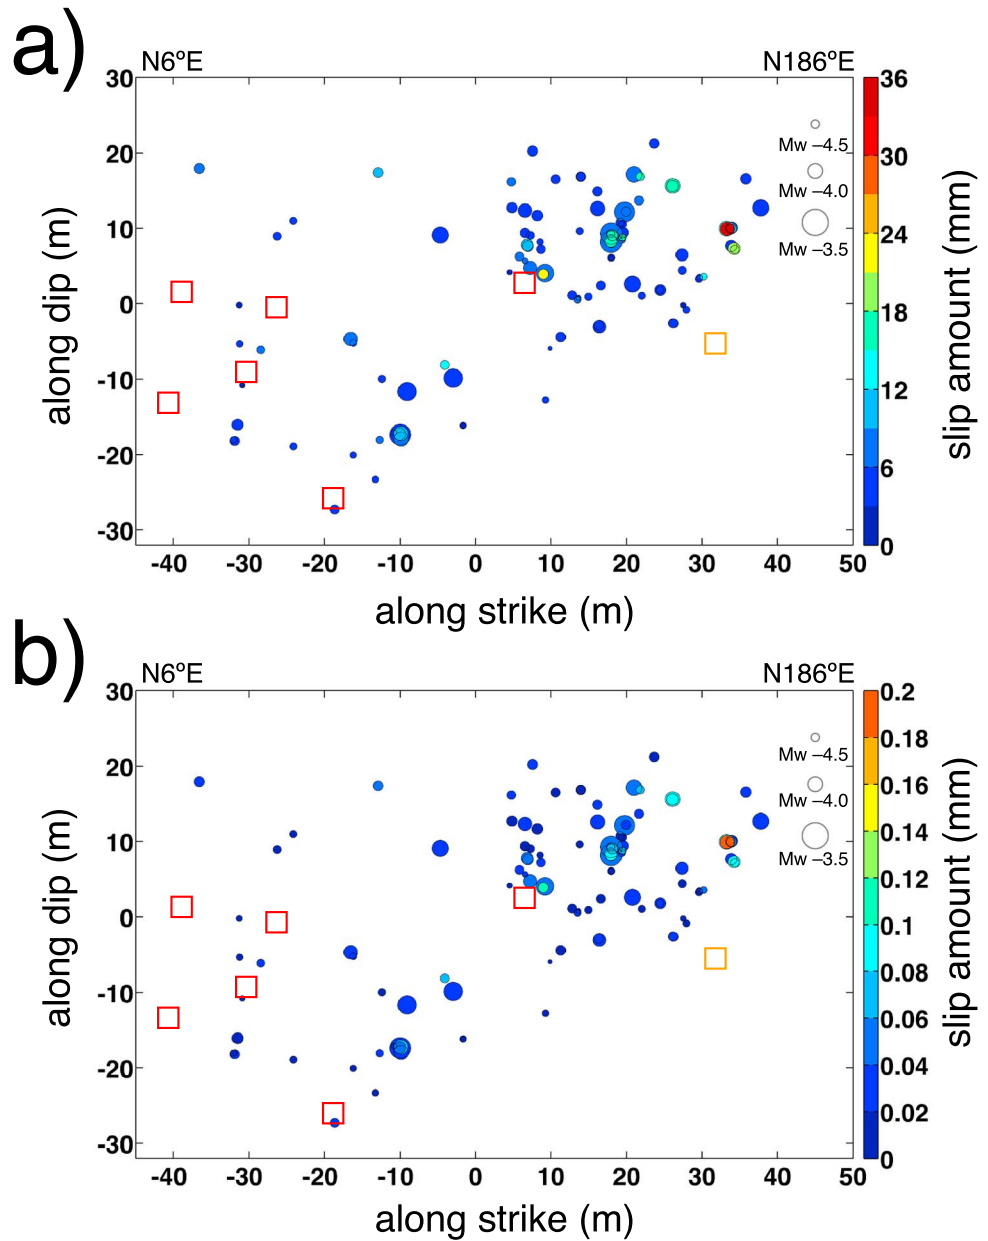 a)
N6ºE N186ºE
30
20
10
0
-10
-20
-30
along dip (m)
-40 -30 -20 -10 0 10 20 30 40 50
along strike (m)
Mw –4.5
Mw –4.0
Mw –3.5
36
30
24
18
12
6
0
slip amount (mm)
b)
N6ºE N186ºE
30
20
10
0
-10
-20
-30
along dip (m)
-40 -30 -20 -10 0 10 20 30 40 50
along strike (m)
Mw –4.5
Mw –4.0
Mw –3.5
0.2
0.18
0.16
0.14
0.12
0.1
0.08
0.06
0.04
0.02
0
slip amount (mm)